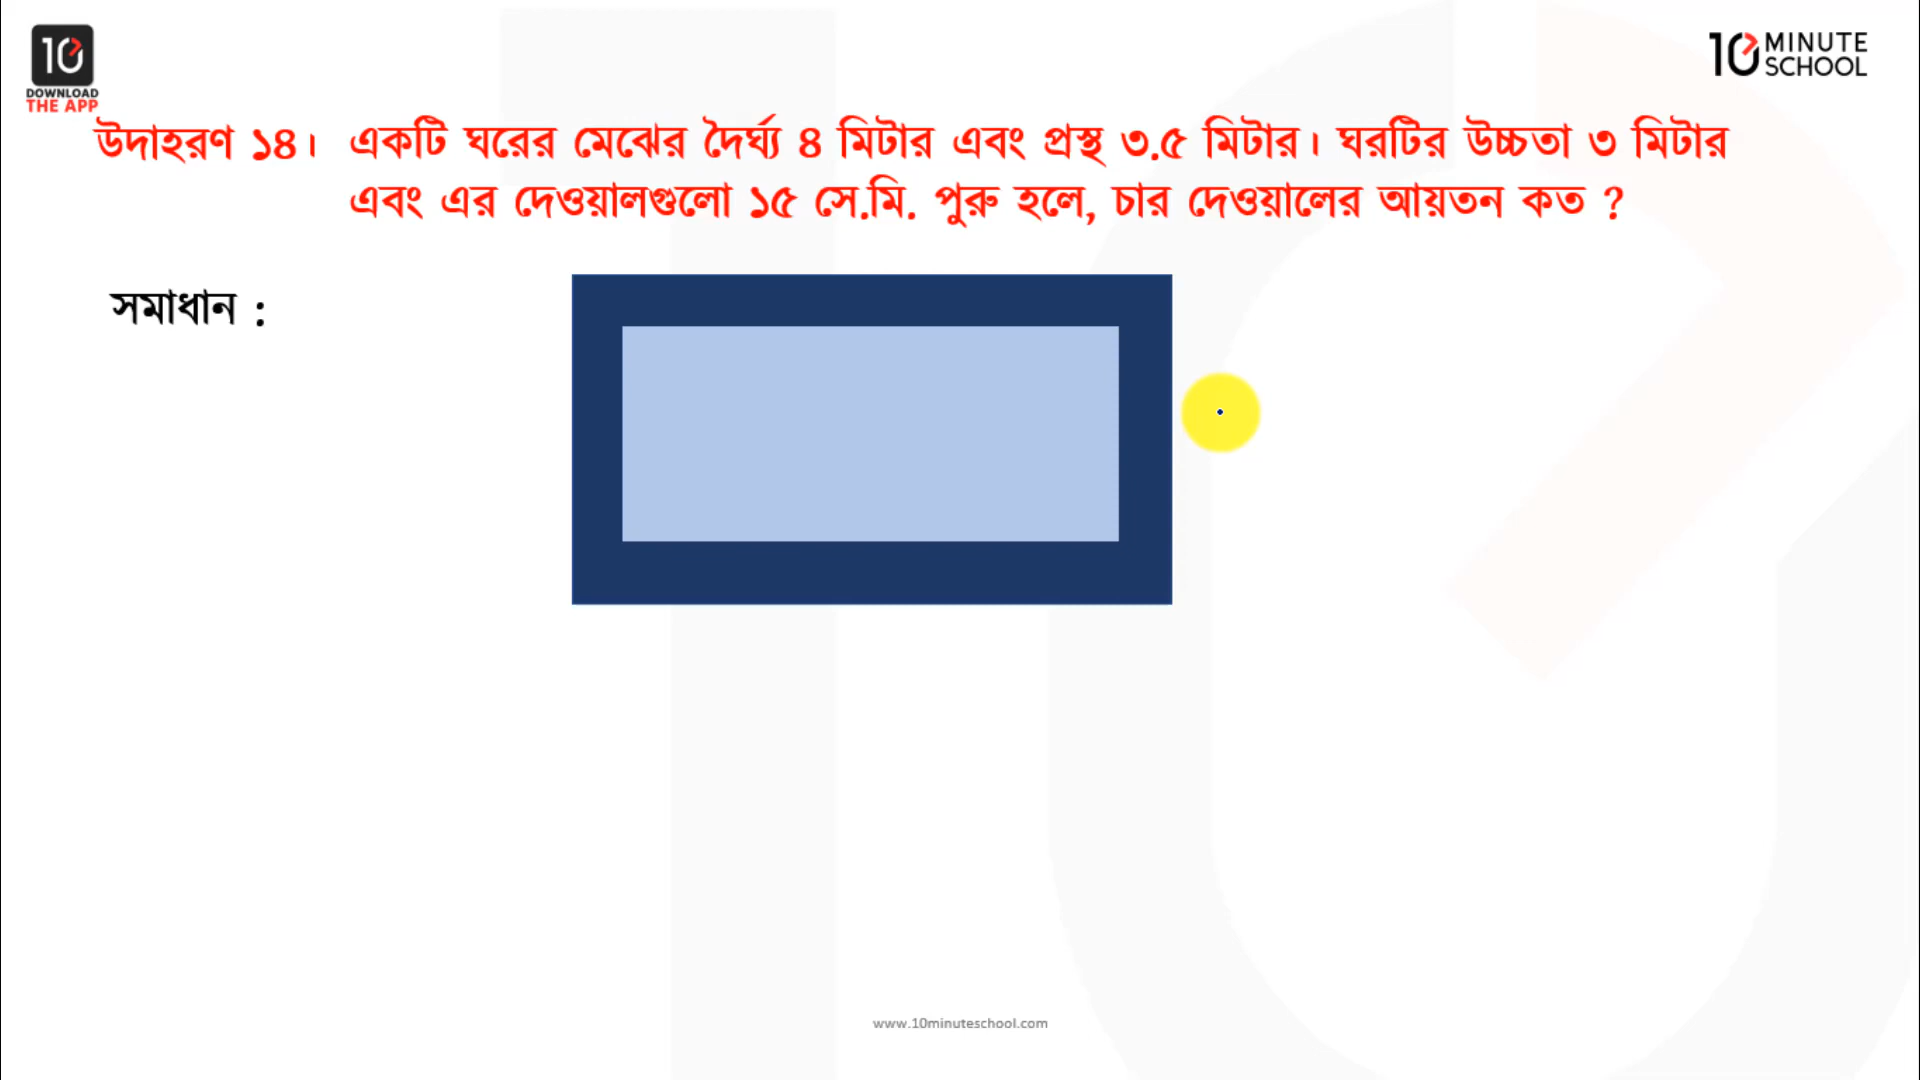 10
DOWNLOAD
THE APP
10 MINUTE
SCHOOL
উদাহরণ ১৪। একটি ঘরের মেঝের দৈর্ঘ্য ৪ মিটার এবং প্রস্থ ৩.৫ মিটার। ঘরটির উচ্চতা ৩ মিটার
এবং এর দেওয়ালগুলো ১৫ সে.মি. পুরু হলে, চার দেওয়ালের আয়তন কত ?
সমাধান :
www.10minuteschool.com